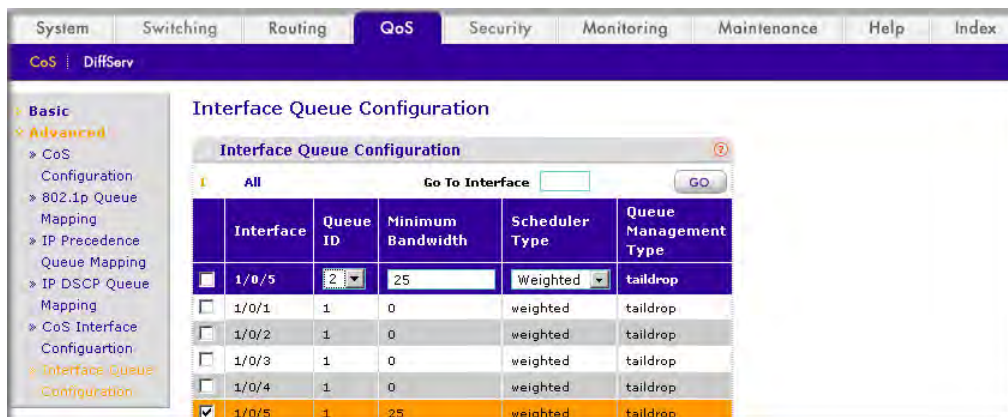 System Switching Routing QoS Security Monitoring Maintenance Help Index
CoS DiffServ
Basic
Advanced
» CoS
Configuration
» 802.1p Queue
Mapping
» IP Precedence
Queue Mapping
» IP DSCP Queue
Mapping
» CoS Interface
Configuartion
» Interface Queue
Configuration
Interface Queue Configuration
Interface Queue Configuration ?
1 All Go To Interface GO
Interface Queue ID Minimum Bandwidth Scheduler Type Queue Management Type
1/0/5 2 25 Weighted taildrop
1/0/1 1 0 weighted taildrop
1/0/2 1 0 weighted taildrop
1/0/3 1 0 weighted taildrop
1/0/4 1 0 weighted taildrop
1/0/5 1 25 weighted taildrop